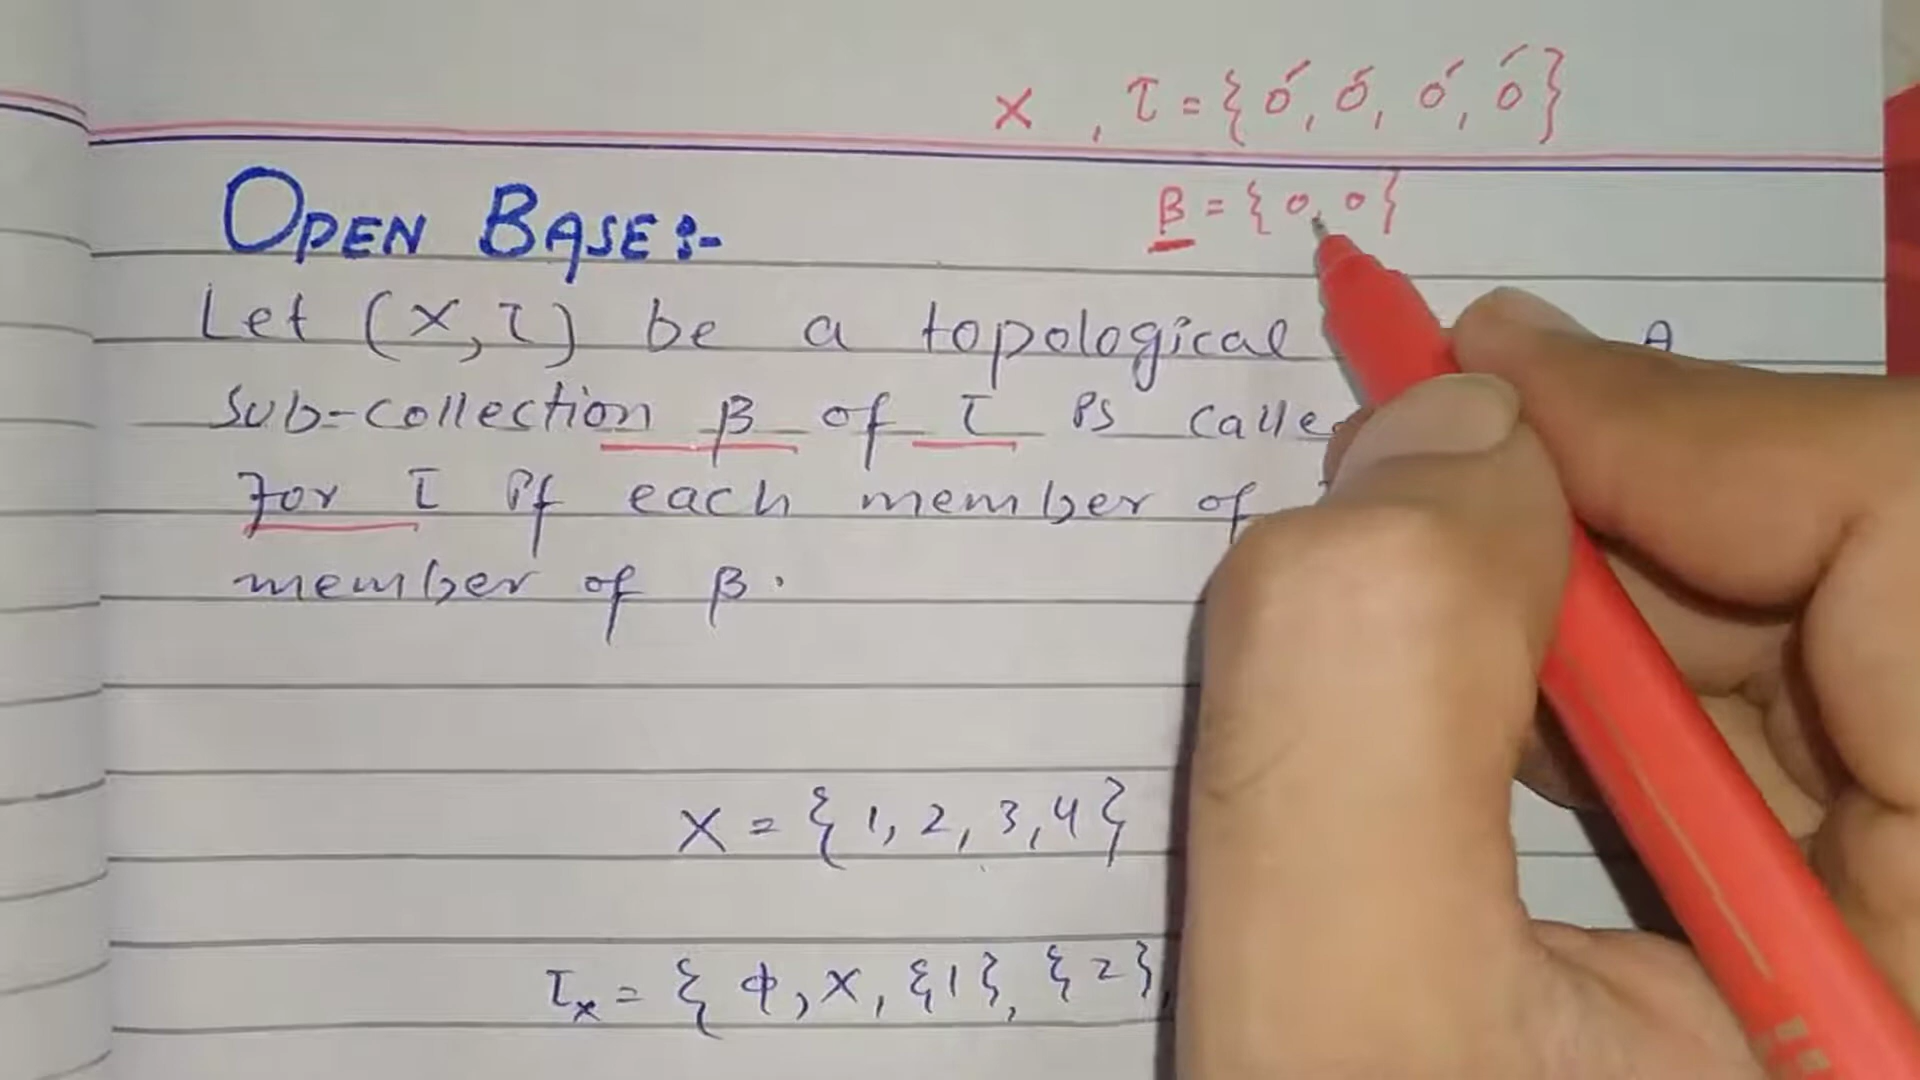 X , τ = {ó, ó, ó, ó}
OPEN BASE:-
β = {o, o}
Let (X, τ) be a topological A
sub-collection β of τ is calle
for τ if each member of
member of β.
X = {1, 2, 3, 4}
τₓ = {ϕ, X, {1}, {2},